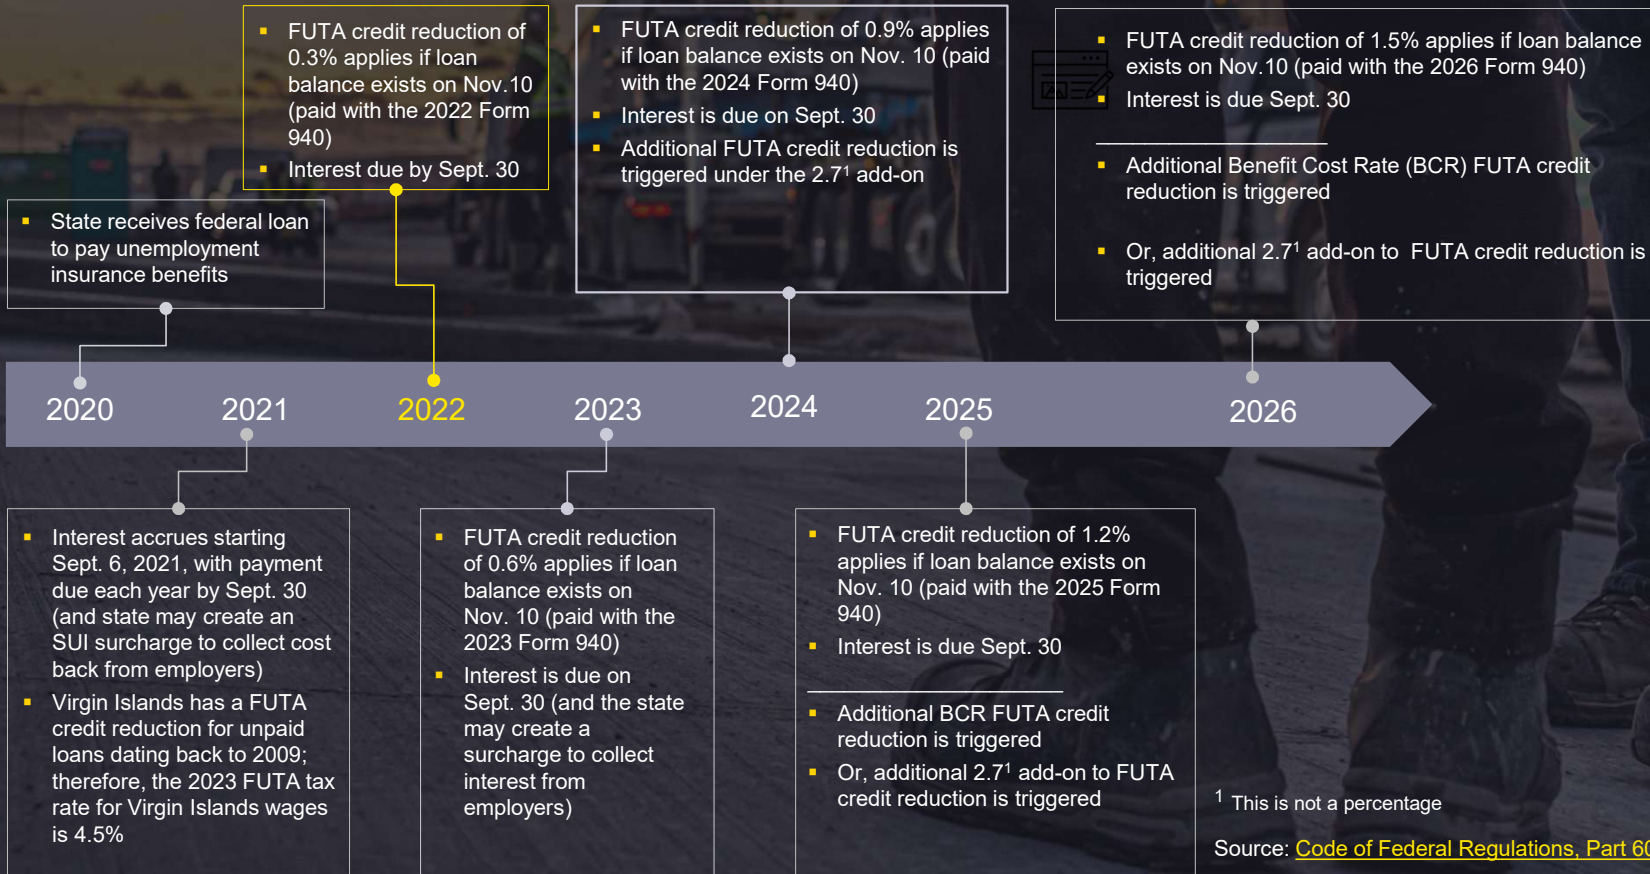 ▪ State receives federal loan
to pay unemployment
insurance benefits
▪ FUTA credit reduction of
0.3% applies if loan
balance exists on Nov.10
(paid with the 2022 Form
940)
▪ Interest due by Sept. 30
▪ FUTA credit reduction of 0.9% applies
if loan balance exists on Nov. 10 (paid
with the 2024 Form 940)
▪ Interest is due on Sept. 30
▪ Additional FUTA credit reduction is
triggered under the 2.7¹ add-on
▪ FUTA credit reduction of 1.5% applies if loan balance
exists on Nov.10 (paid with the 2026 Form 940)
▪ Interest is due Sept. 30
▪ Additional Benefit Cost Rate (BCR) FUTA credit
reduction is triggered
▪ Or, additional 2.7¹ add-on to FUTA credit reduction is
triggered
2020 2021 2022 2023 2024 2025 2026
▪ Interest accrues starting
Sept. 6, 2021, with payment
due each year by Sept. 30
(and state may create an
SUI surcharge to collect cost
back from employers)
▪ Virgin Islands has a FUTA
credit reduction for unpaid
loans dating back to 2009;
therefore, the 2023 FUTA tax
rate for Virgin Islands wages
is 4.5%
▪ FUTA credit reduction
of 0.6% applies if loan
balance exists on
Nov. 10 (paid with the
2023 Form 940)
▪ Interest is due on
Sept. 30 (and the state
may create a
surcharge to collect
interest from
employers)
▪ FUTA credit reduction of 1.2%
applies if loan balance exists on
Nov. 10 (paid with the 2025 Form
940)
▪ Interest is due Sept. 30
▪ Additional BCR FUTA credit
reduction is triggered
▪ Or, additional 2.7¹ add-on to FUTA
credit reduction is triggered
¹ This is not a percentage
Source: Code of Federal Regulations, Part